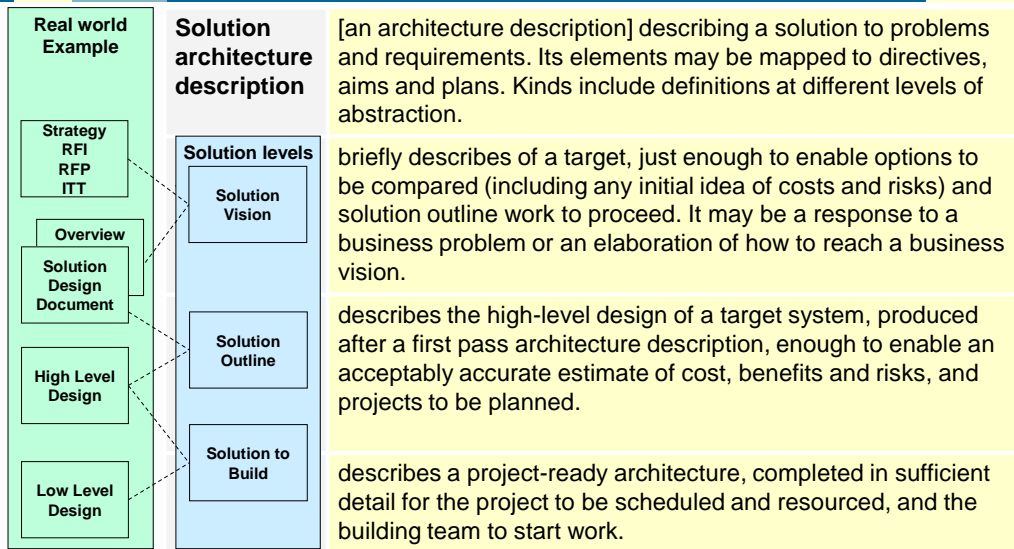 Real world
Example
Strategy
RFI
RFP
ITT
Overview
Solution
Design
Document
High Level
Design
Low Level
Design
Solution
architecture
description
Solution levels
Solution
Vision
Solution
Outline
Solution to
Build
[an architecture description] describing a solution to problems
and requirements. Its elements may be mapped to directives,
aims and plans. Kinds include definitions at different levels of
abstraction.
briefly describes of a target, just enough to enable options to
be compared (including any initial idea of costs and risks) and
solution outline work to proceed. It may be a response to a
business problem or an elaboration of how to reach a business
vision.
describes the high-level design of a target system, produced
after a first pass architecture description, enough to enable an
acceptably accurate estimate of cost, benefits and risks, and
projects to be planned.
describes a project-ready architecture, completed in sufficient
detail for the project to be scheduled and resourced, and the
building team to start work.